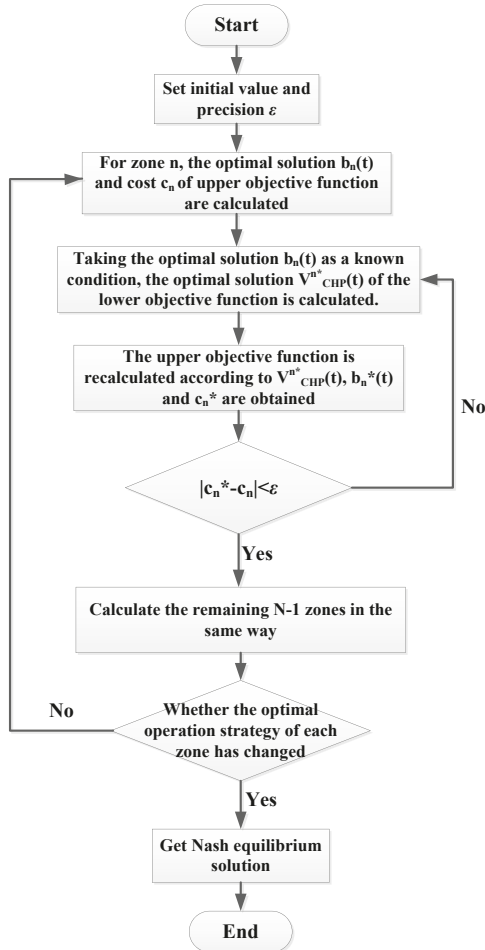 Start
Set initial value and
precision ε
For zone n, the optimal solution bₙ(t)
and cost cₙ of upper objective function
are calculated
Taking the optimal solution bₙ(t) as a known
condition, the optimal solution Vⁿ*CHP(t) of the
lower objective function is calculated.
The upper objective function is
recalculated according to Vⁿ*CHP(t), bₙ*(t)
and cₙ* are obtained
No
|cₙ*-cₙ|<ε
Yes
Calculate the remaining N-1 zones in the
same way
No
Whether the optimal
operation strategy of each
zone has changed
Yes
Get Nash equilibrium
solution
End